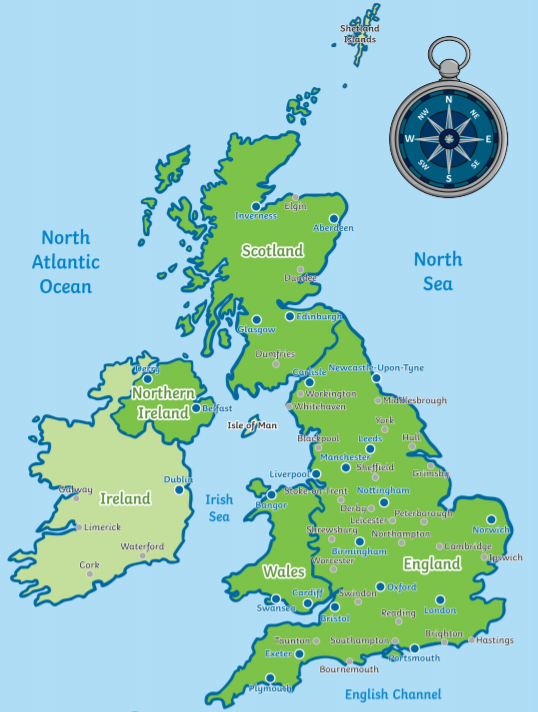 Shetland
Islands
N
NE
E
SE
S
SW
W
NW
Inverness
Elgin
Aberdeen
North
Atlantic
Ocean
Scotland
North
Sea
Dundee
Edinburgh
Glasgow
Dumfries
Derry
Carlisle
Newcastle-Upon-Tyne
Northern
Ireland
Workington
Middlesbrough
Belfast
Whitehaven
Isle of Man
York
Blackpool
Leeds
Hull
Manchester
Liverpool
Sheffield
Grimsby
Dublin
Galway
Ireland
Irish
Sea
Bangor
Stoke-on-Trent
Nottingham
Derby
Leicester
Peterborough
Norwich
Limerick
Shrewsbury
Northampton
Waterford
Birmingham
Cambridge
Ipswich
Cork
Worcester
Wales
England
Swansea
Cardiff
Swindon
Oxford
London
Bristol
Reading
Taunton
Southampton
Brighton
Hastings
Exeter
Portsmouth
Bournemouth
Plymouth
English Channel